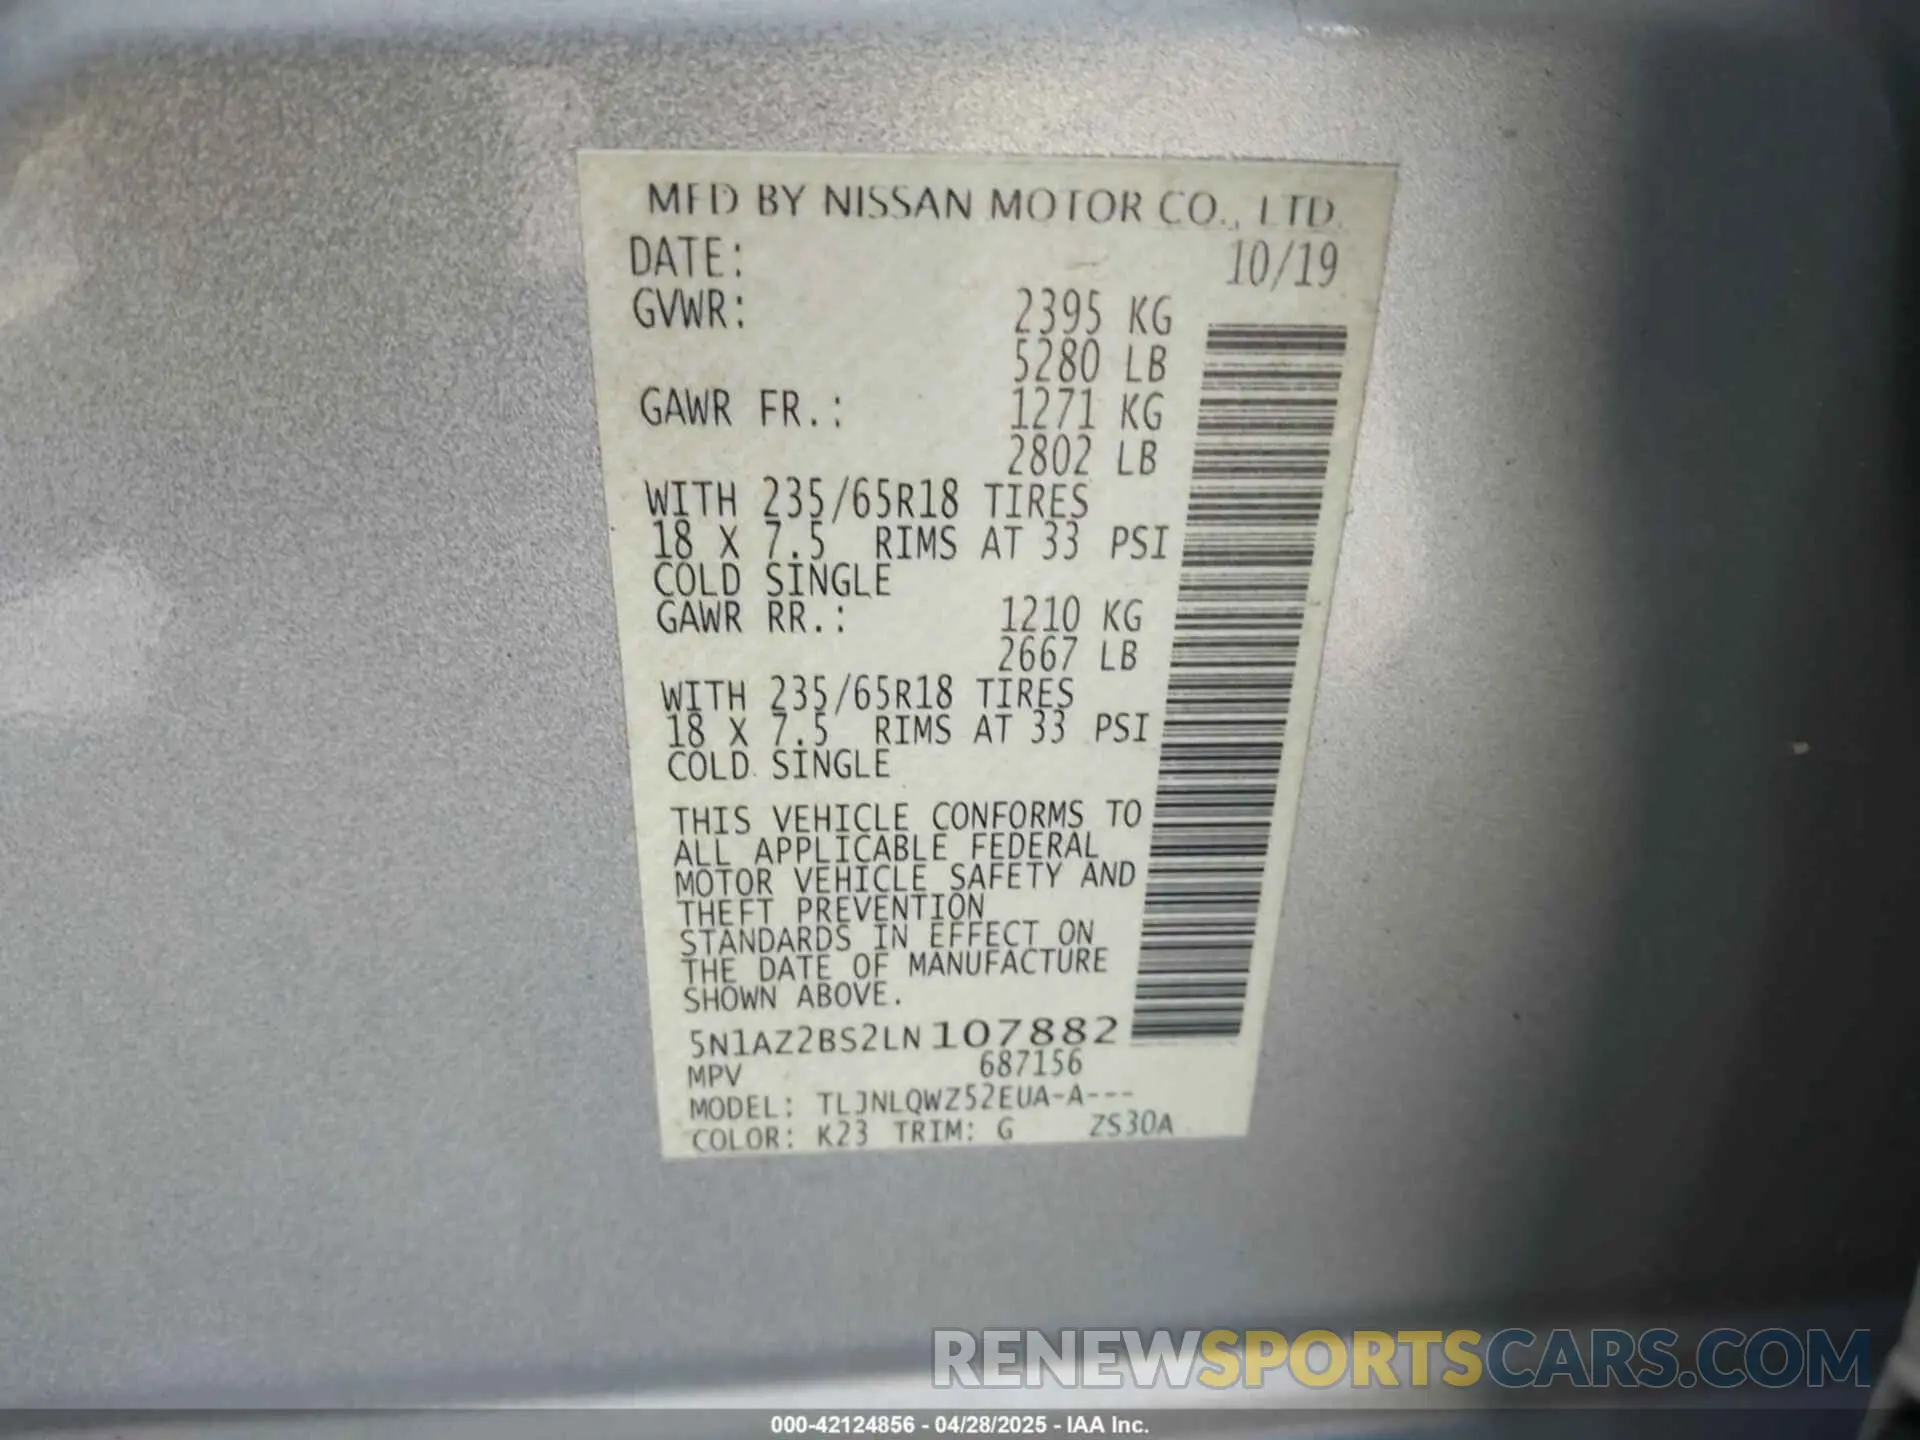 MFD BY NISSAN MOTOR CO., LTD.
DATE: 10/19
GVWR: 2395 KG
5280 LB
GAWR FR.: 1271 KG
2802 LB
WITH 235/65R18 TIRES
18 X 7.5 RIMS AT 33 PSI
COLD SINGLE
GAWR RR.: 1210 KG
2667 LB
WITH 235/65R18 TIRES
18 X 7.5 RIMS AT 33 PSI
COLD SINGLE
THIS VEHICLE CONFORMS TO
ALL APPLICABLE FEDERAL
MOTOR VEHICLE SAFETY AND
THEFT PREVENTION
STANDARDS IN EFFECT ON
THE DATE OF MANUFACTURE
SHOWN ABOVE.
5N1AZ2BS2LN107882
MPV 687156
MODEL: TLJNLQWZ52EUA-A---
COLOR: K23 TRIM: G ZS30A
RENEWSPORTSCARS.COM
000-42124856 - 04/28/2025 - IAA Inc.